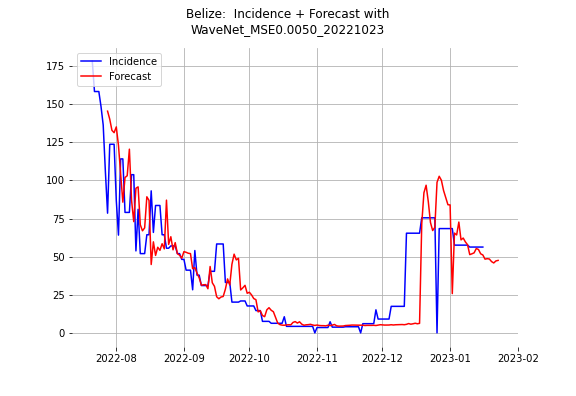 Belize:  Incidence + Forecast with
WaveNet_MSE0.0050_20221023
Incidence
Forecast
175
150
125
100
75
50
25
0
2022-08 2022-09 2022-10 2022-11 2022-12 2023-01 2023-02